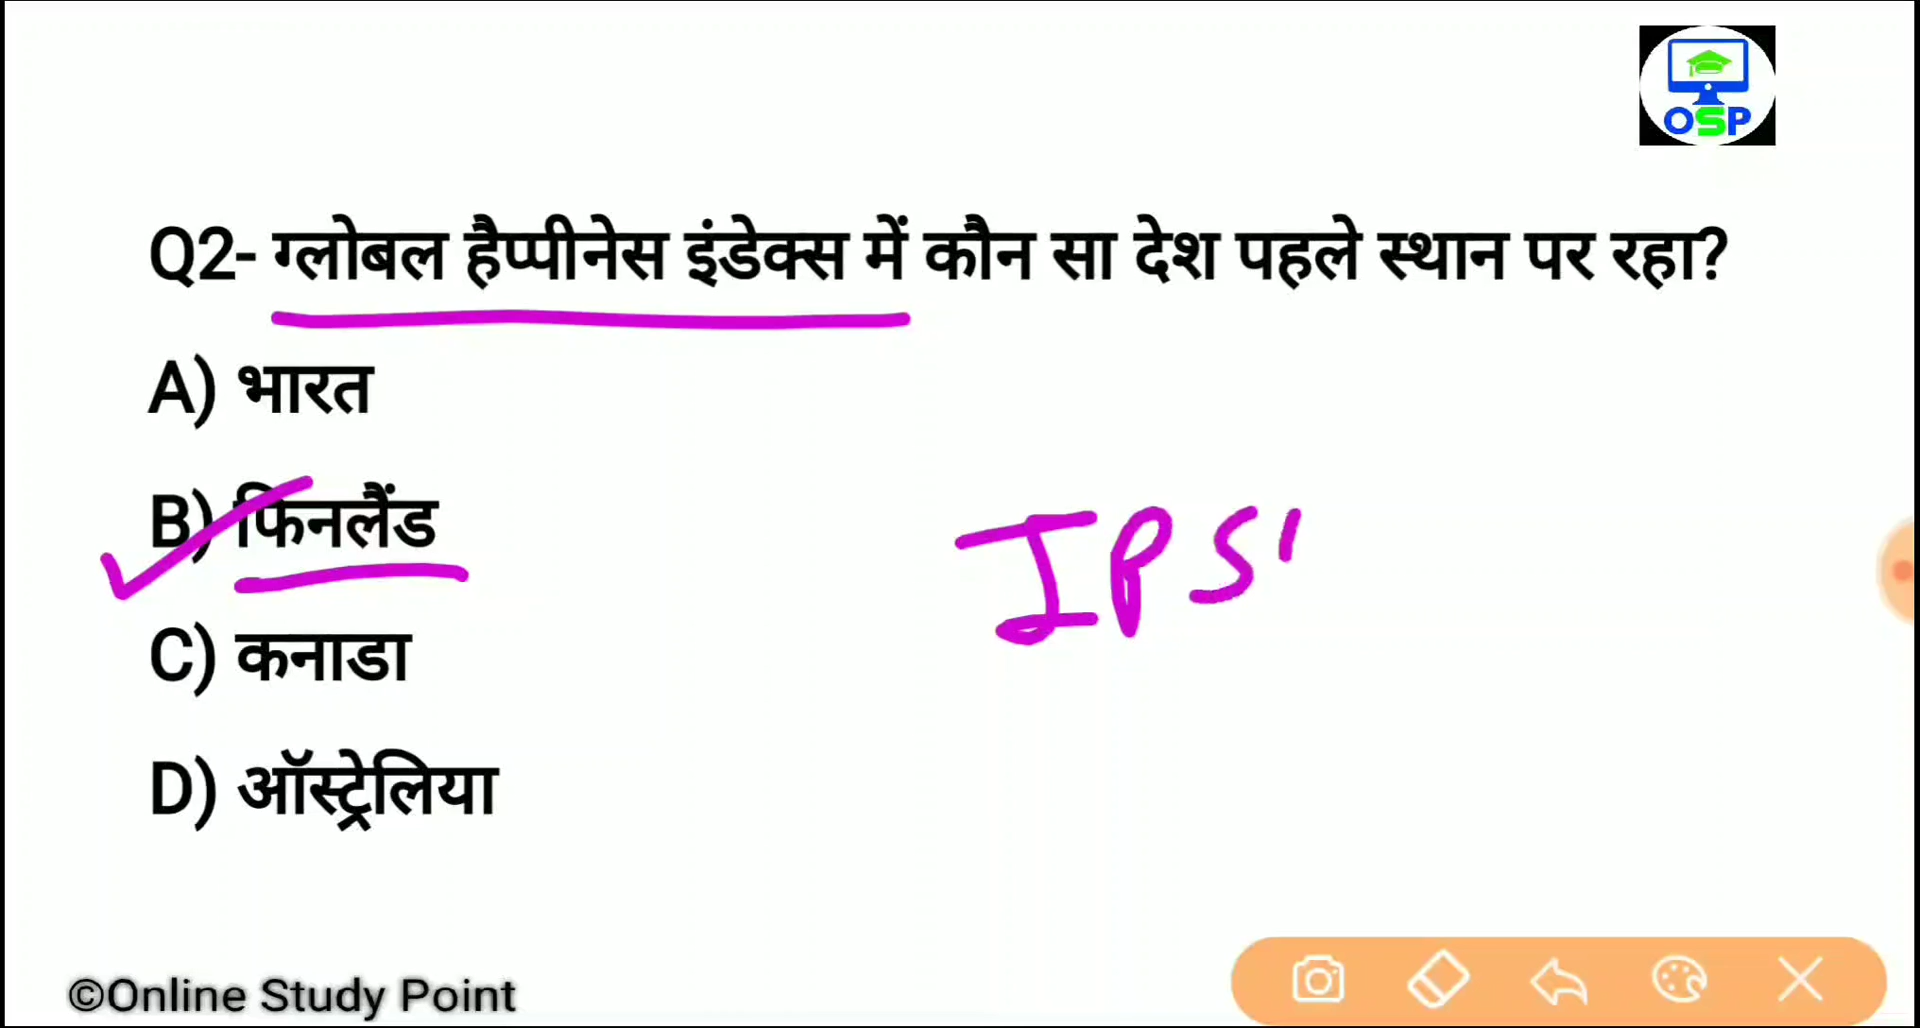 OSP
Q2- ग्लोबल हैप्पीनेस इंडेक्स में कौन सा देश पहले स्थान पर रहा?
A) भारत
B) फिनलैंड
IPS
C) कनाडा
D) ऑस्ट्रेलिया
©Online Study Point